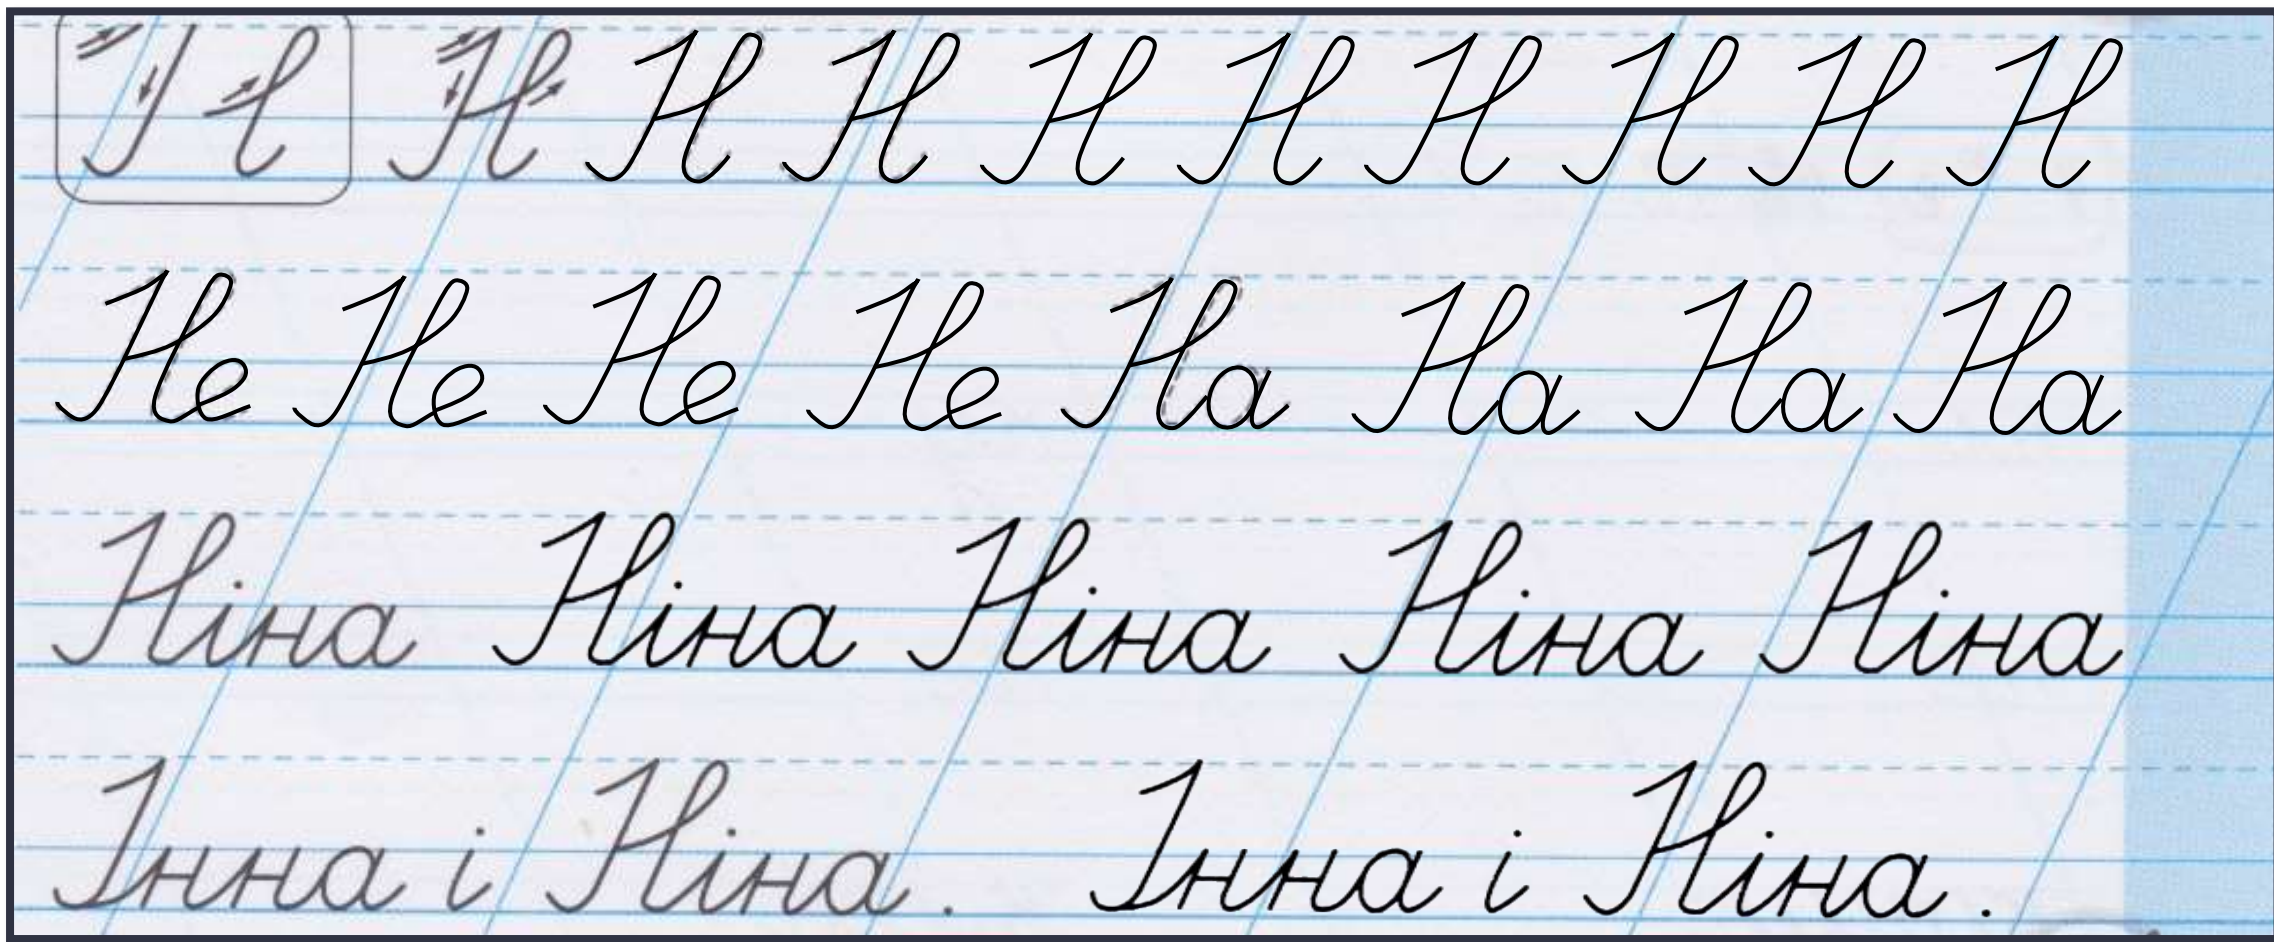 Н Н Н Н Н Н Н Н Н
Не Не Не Не На На На На
Ніна Ніна Ніна Ніна Ніна
Інна і Ніна. Інна і Ніна.